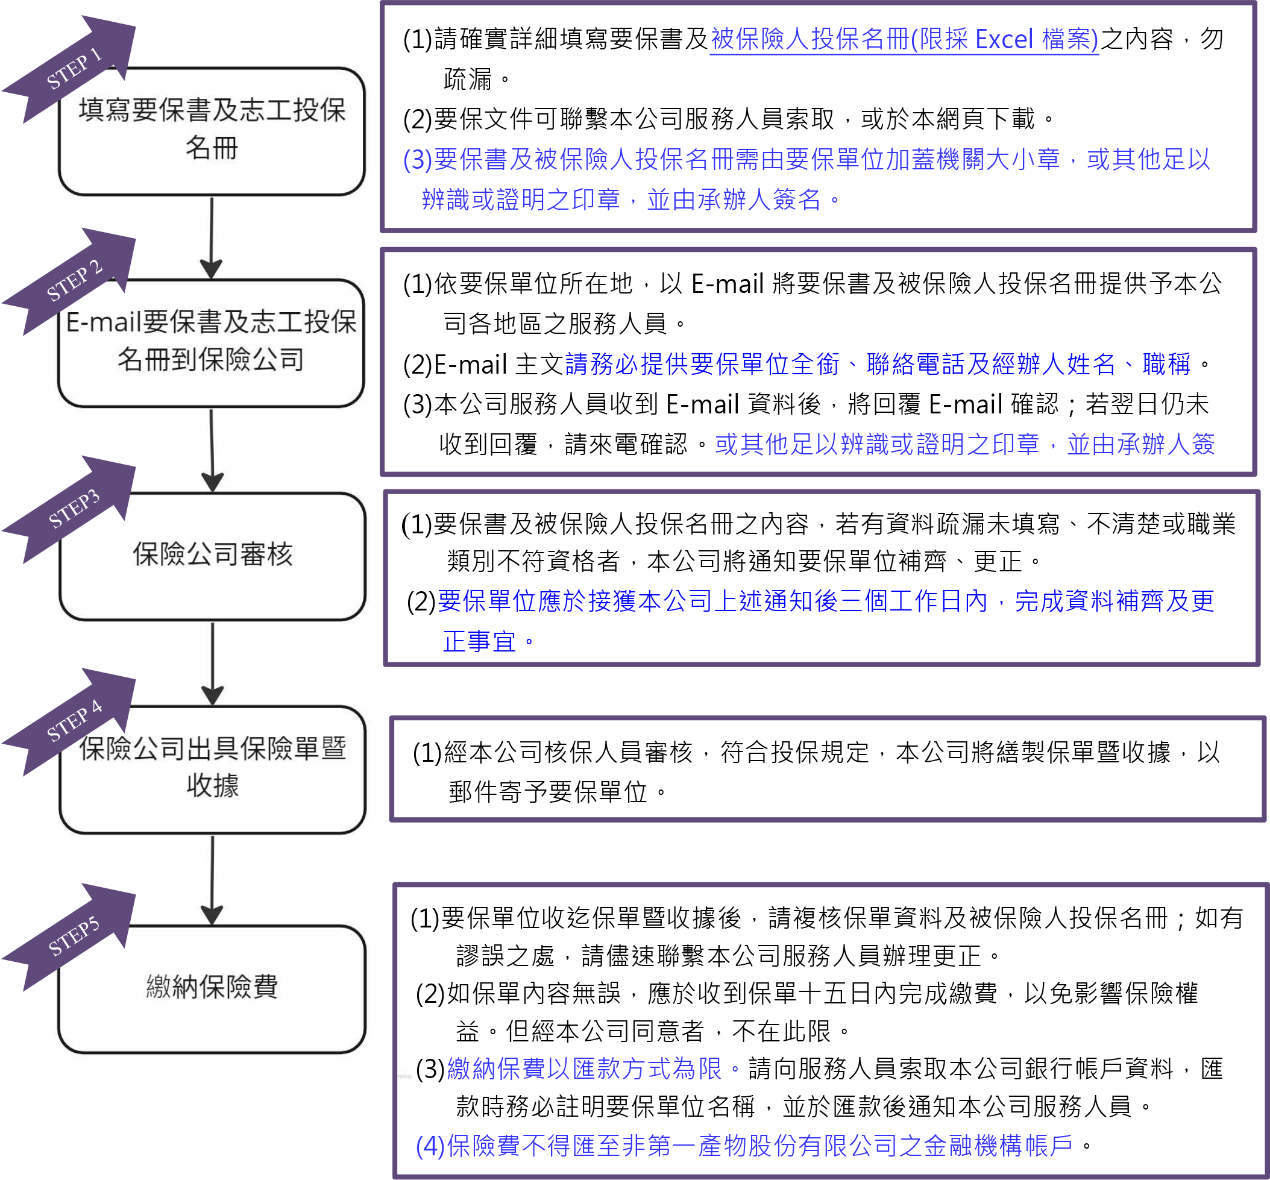 STEP 1
填寫要保書及志工投保
名冊
(1)請確實詳細填寫要保書及被保險人投保名冊(限採 Excel 檔案)之內容，勿
疏漏。
(2)要保文件可聯繫本公司服務人員索取，或於本網頁下載。
(3)要保書及被保險人投保名冊需由要保單位加蓋機關大小章，或其他足以
辨識或證明之印章，並由承辦人簽名。
STEP 2
E-mail要保書及志工投保
名冊到保險公司
(1)依要保單位所在地，以 E-mail 將要保書及被保險人投保名冊提供予本公
司各地區之服務人員。
(2)E-mail 主文請務必提供要保單位全銜、聯絡電話及經辦人姓名、職稱。
(3)本公司服務人員收到 E-mail 資料後，將回覆 E-mail 確認；若翌日仍未
收到回覆，請來電確認。或其他足以辨識或證明之印章，並由承辦人簽
STEP3
保險公司審核
(1)要保書及被保險人投保名冊之內容，若有資料疏漏未填寫、不清楚或職業
類別不符資格者，本公司將通知要保單位補齊、更正。
(2)要保單位應於接獲本公司上述通知後三個工作日內，完成資料補齊及更
正事宜。
STEP 4
保險公司出具保險單暨
收據
(1)經本公司核保人員審核，符合投保規定，本公司將繕製保單暨收據，以
郵件寄予要保單位。
STEP5
繳納保險費
(1)要保單位收迄保單暨收據後，請複核保單資料及被保險人投保名冊；如有
謬誤之處，請儘速聯繫本公司服務人員辦理更正。
(2)如保單內容無誤，應於收到保單十五日內完成繳費，以免影響保險權
益。但經本公司同意者，不在此限。
(3)繳納保費以匯款方式為限。請向服務人員索取本公司銀行帳戶資料，匯
款時務必註明要保單位名稱，並於匯款後通知本公司服務人員。
(4)保險費不得匯至非第一產物股份有限公司之金融機構帳戶。